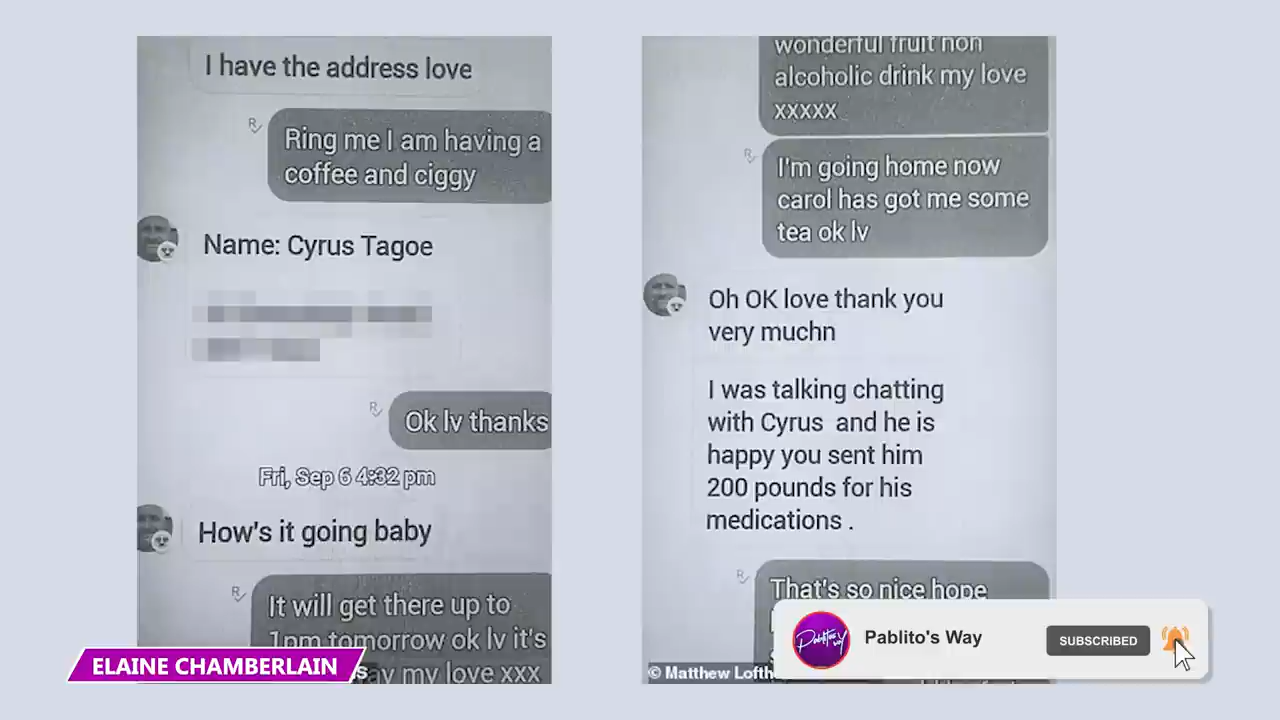 I have the address love
Ring me I am having a
coffee and ciggy
Name: Cyrus Tagoe
Ok lv thanks
Fri, Sep 6 4:32 pm
How's it going baby
It will get there up to
1pm tomorrow ok lv it's
my love xxx
ELAINE CHAMBERLAIN
wonderful fruit non
alcoholic drink my love
xxxxx
I'm going home now
carol has got me some
tea ok lv
Oh OK love thank you
very muchn
I was talking chatting
with Cyrus and he is
happy you sent him
200 pounds for his
medications .
That's so nice hope
© Matthew
Pablito's Way
Pablito's Way
SUBSCRIBED